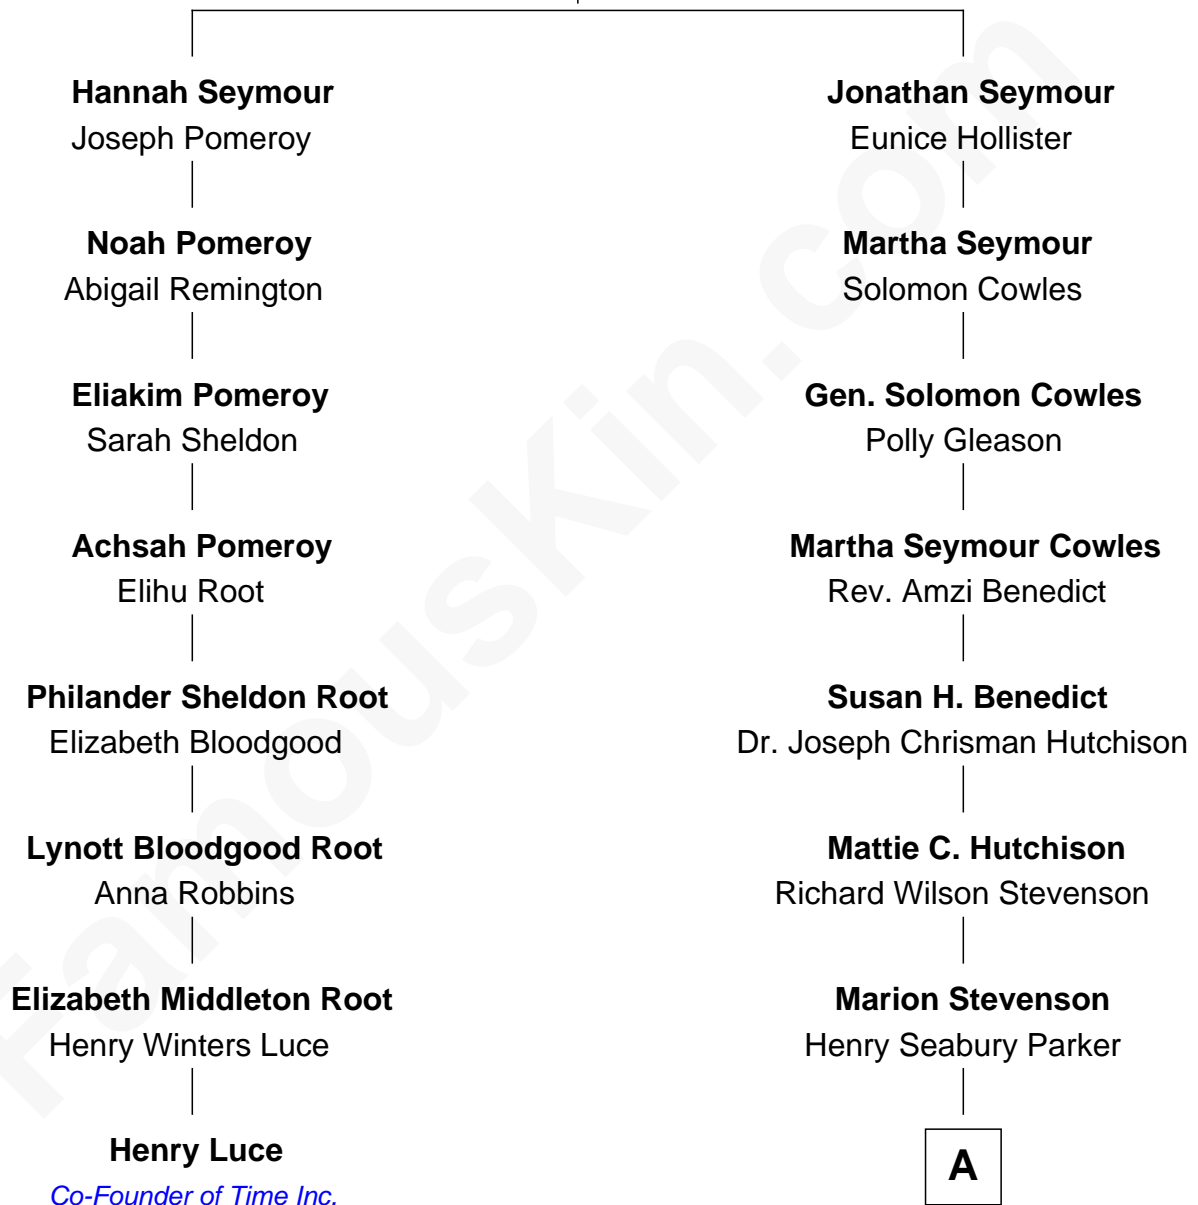 Hannah Seymour
Joseph Pomeroy
Noah Pomeroy
Abigail Remington
Eliakim Pomeroy
Sarah Sheldon
Achsah Pomeroy
Elihu Root
Philander Sheldon Root
Elizabeth Bloodgood
Lynott Bloodgood Root
Anna Robbins
Elizabeth Middleton Root
Henry Winters Luce
Henry Luce
Co-Founder of Time Inc.
Jonathan Seymour
Eunice Hollister
Martha Seymour
Solomon Cowles
Gen. Solomon Cowles
Polly Gleason
Martha Seymour Cowles
Rev. Amzi Benedict
Susan H. Benedict
Dr. Joseph Chrisman Hutchison
Mattie C. Hutchison
Richard Wilson Stevenson
Marion Stevenson
Henry Seabury Parker
A
FamousKin.com